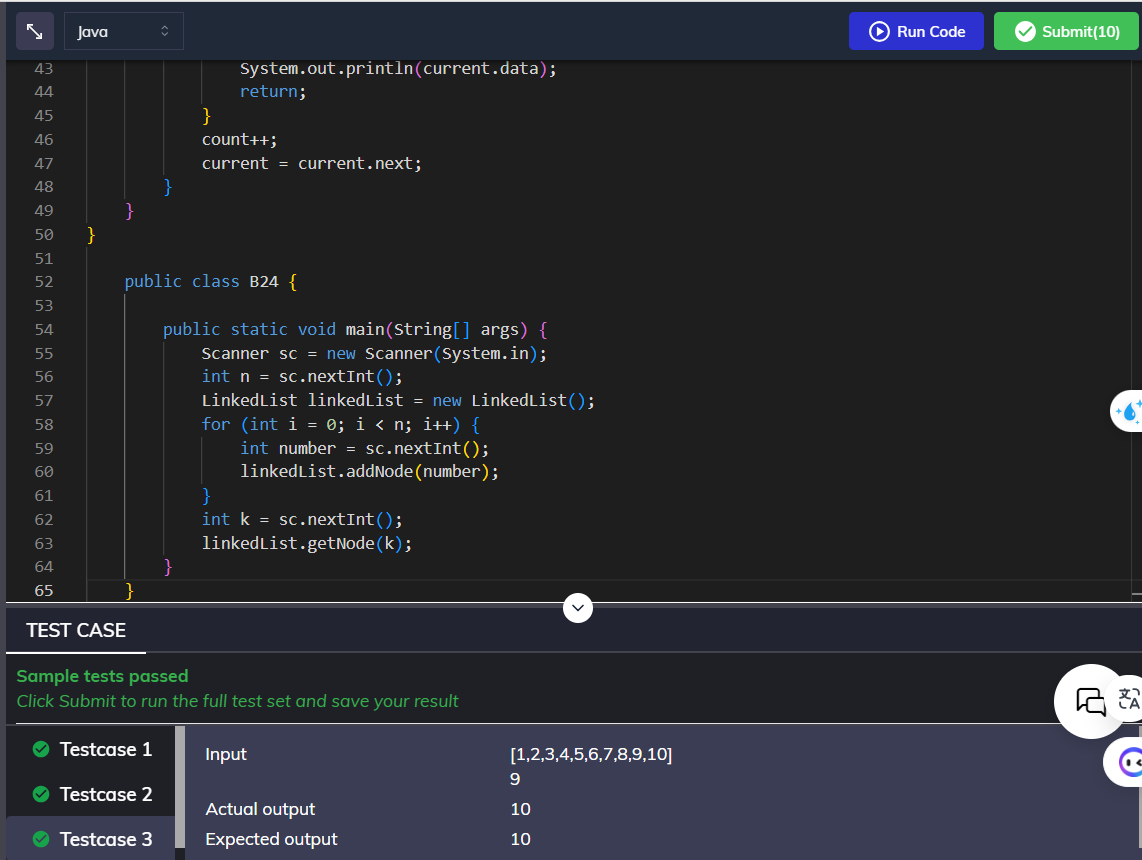 Java
Run Code
Submit(10)
43 System.out.println(current.data);
44 return;
45 }
46 count++;
47 current = current.next;
48 }
49 }
50 }
51
52 public class B24 {
53
54 public static void main(String[] args) {
55 Scanner sc = new Scanner(System.in);
56 int n = sc.nextInt();
57 LinkedList linkedList = new LinkedList();
58 for (int i = 0; i < n; i++) {
59 int number = sc.nextInt();
60 linkedList.addNode(number);
61 }
62 int k = sc.nextInt();
63 linkedList.getNode(k);
64 }
65 }
TEST CASE
Sample tests passed
Click Submit to run the full test set and save your result
Testcase 1
Testcase 2
Testcase 3
Input [1,2,3,4,5,6,7,8,9,10]
9
Actual output 10
Expected output 10
文A